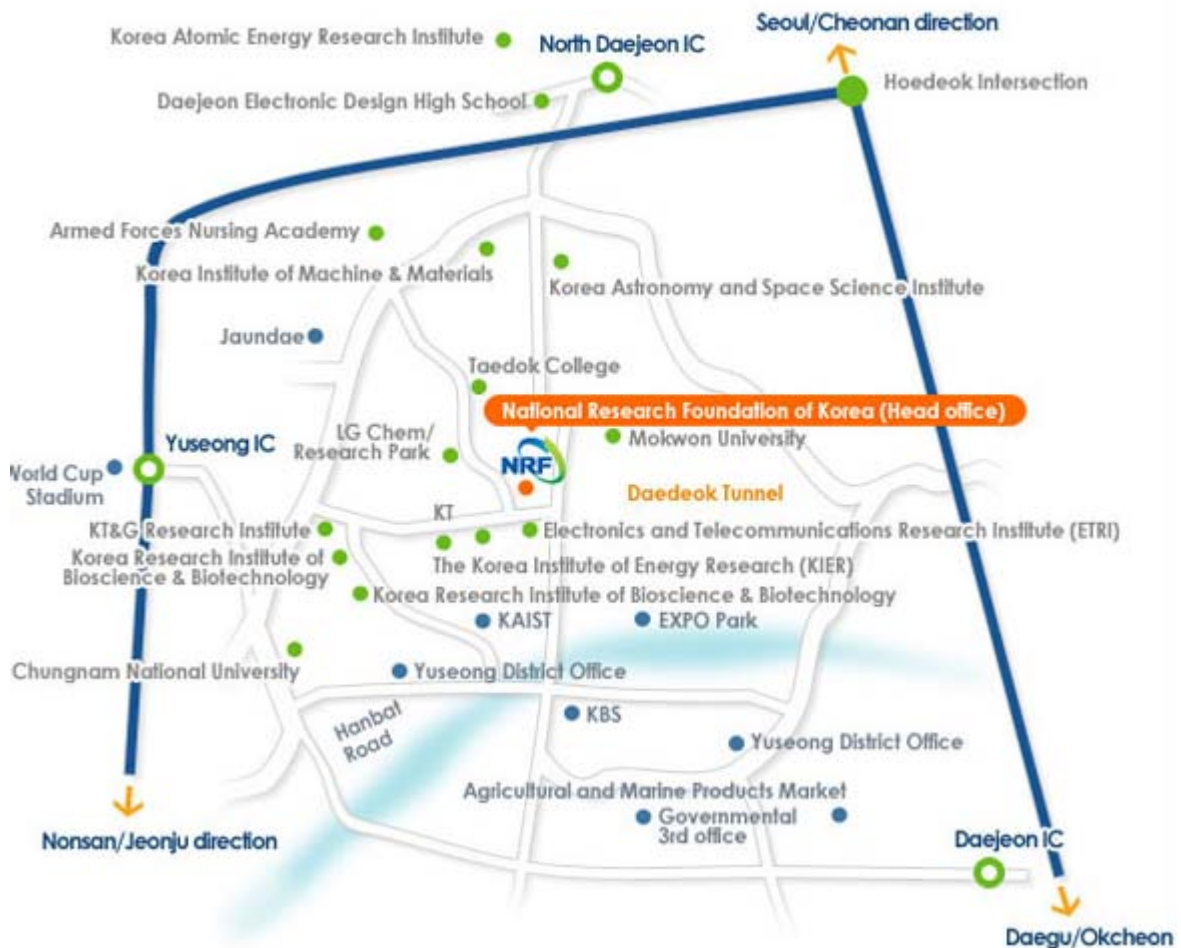 Seoul/Cheonan direction
Korea Atomic Energy Research Institute
North Daejeon IC
Hoedeok Intersection
Daejeon Electronic Design High School
Armed Forces Nursing Academy
Korea Institute of Machine & Materials
Korea Astronomy and Space Science Institute
Jaundae
Taedok College
National Research Foundation of Korea (Head office)
LG Chem/
Research Park
Mokwon University
Yuseong IC
NRF
World Cup
Stadium
Daedeok Tunnel
KT
KT&G Research Institute
Electronics and Telecommunications Research Institute (ETRI)
Korea Research Institute of
Bioscience & Biotechnology
The Korea Institute of Energy Research (KIER)
Korea Research Institute of Bioscience & Biotechnology
KAIST
EXPO Park
Chungnam National University
Yuseong District Office
Hanbat
Road
KBS
Yuseong District Office
Agricultural and Marine Products Market
Governmental
3rd office
Nonsan/Jeonju direction
Daejeon IC
Daegu/Okcheon